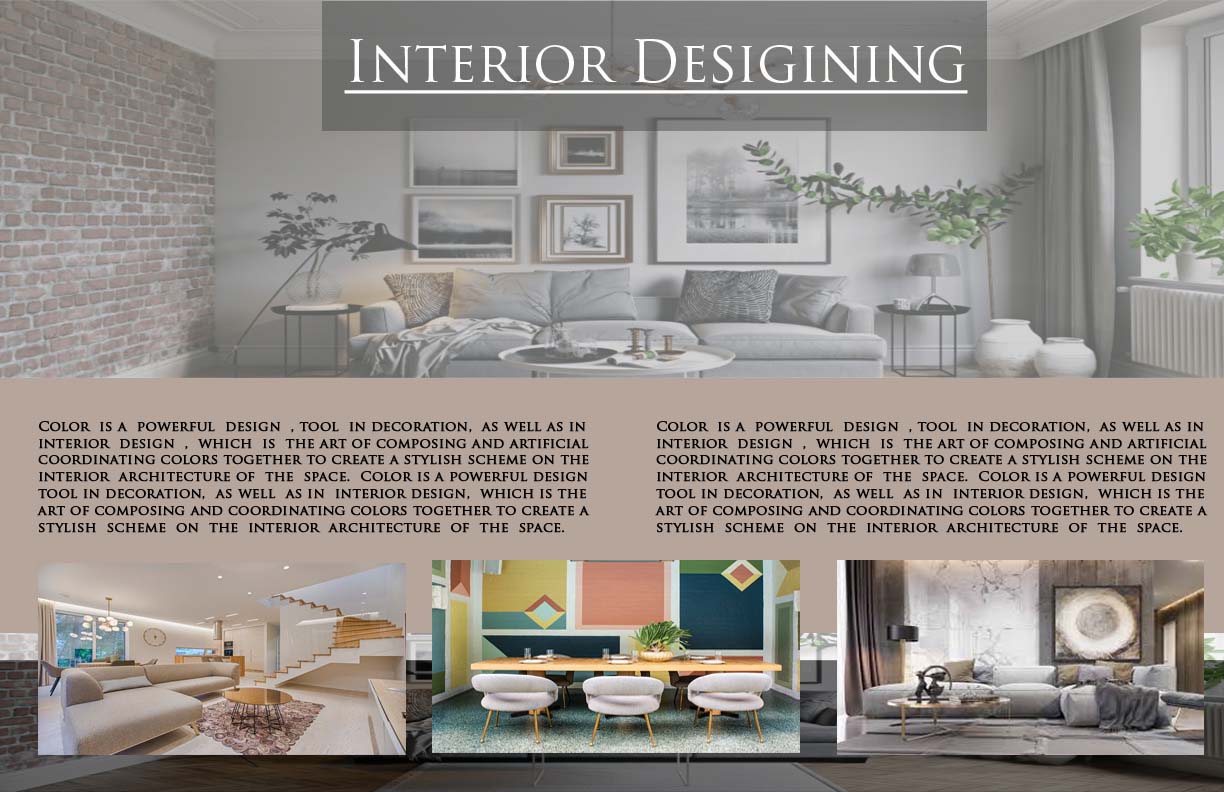 INTERIOR DESIGINING
COLOR IS A POWERFUL DESIGN , TOOL IN DECORATION, AS WELL AS IN
INTERIOR DESIGN , WHICH IS THE ART OF COMPOSING AND ARTIFICIAL
COORDINATING COLORS TOGETHER TO CREATE A STYLISH SCHEME ON THE
INTERIOR ARCHITECTURE OF THE SPACE. COLOR IS A POWERFUL DESIGN
TOOL IN DECORATION, AS WELL AS IN INTERIOR DESIGN, WHICH IS THE
ART OF COMPOSING AND COORDINATING COLORS TOGETHER TO CREATE A
STYLISH SCHEME ON THE INTERIOR ARCHITECTURE OF THE SPACE.
COLOR IS A POWERFUL DESIGN , TOOL IN DECORATION, AS WELL AS IN
INTERIOR DESIGN , WHICH IS THE ART OF COMPOSING AND ARTIFICIAL
COORDINATING COLORS TOGETHER TO CREATE A STYLISH SCHEME ON THE
INTERIOR ARCHITECTURE OF THE SPACE. COLOR IS A POWERFUL DESIGN
TOOL IN DECORATION, AS WELL AS IN INTERIOR DESIGN, WHICH IS THE
ART OF COMPOSING AND COORDINATING COLORS TOGETHER TO CREATE A
STYLISH SCHEME ON THE INTERIOR ARCHITECTURE OF THE SPACE.